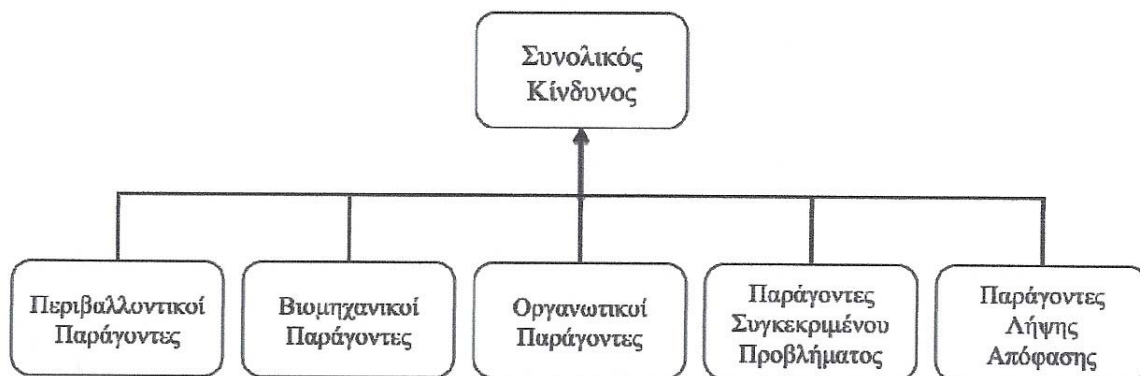 Συνολικός
Κίνδυνος
Περιβαλλοντικοί
Παράγοντες
Βιομηχανικοί
Παράγοντες
Οργανωτικοί
Παράγοντες
Παράγοντες
Συγκεκριμένου
Προβλήματος
Παράγοντες
Λήψης
Απόφασης